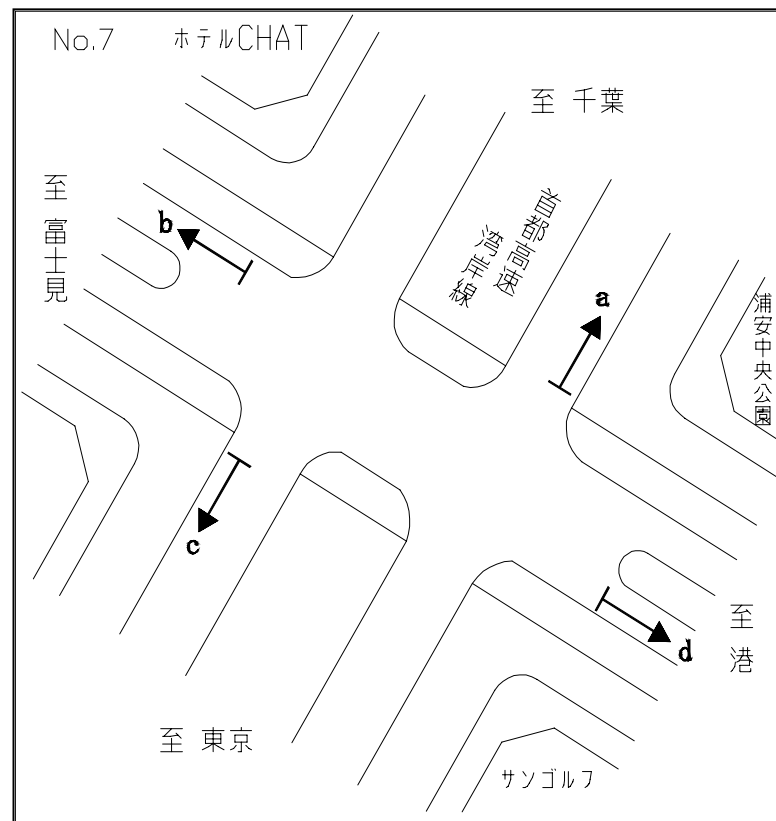 No.7 ホテルCHAT
至 千葉
至 富士見
首都高速
湾岸線
浦安中央公園
a
b
c
d
至 港
至 東京
サンゴルフ